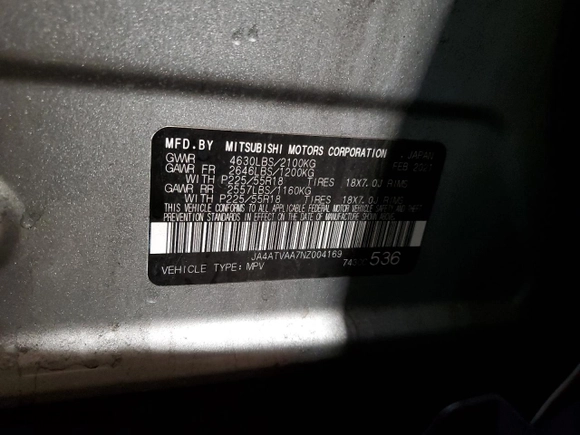 MFD.BY MITSUBISHI MOTORS CORPORATION JAPAN
GWR 4630LBS/2100KG FEB
GAWR FR 2646LBS/1200KG
WITH P225/55R18 TIRES 18X7.0J RIMS
GAWR RR 2557LBS/1160KG
WITH P225/55R18 TIRES 18X7.0J RIMS
THIS VEHICLE CONFORMS TO ALL APPLICABLE FEDERAL MOTOR VEHICLE SAFETY AND THEFT
PREVENTION STANDARDS IN EFFECT ON THE DATE OF MANUFACTURE SHOWN ABOVE.
JA4ATVAA7NZ004169
VEHICLE TYPE: MPV 536